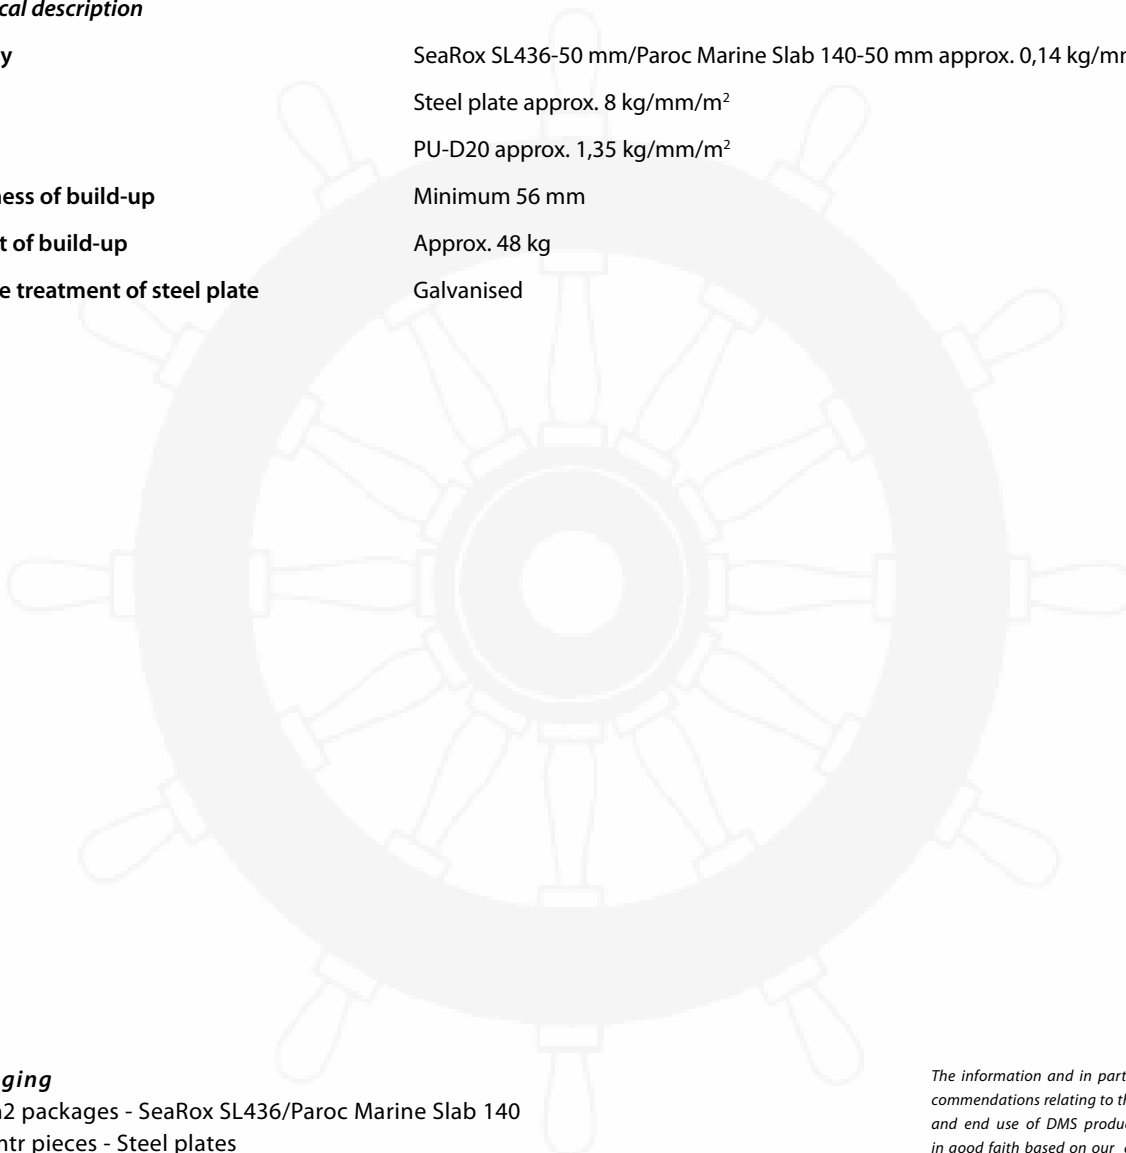 cal description
y SeaRox SL436-50 mm/Paroc Marine Slab 140-50 mm approx. 0,14 kg/mm
Steel plate approx. 8 kg/mm/m²
PU-D20 approx. 1,35 kg/mm/m²
ness of build-up Minimum 56 mm
t of build-up Approx. 48 kg
e treatment of steel plate Galvanised
ging
2 packages - SeaRox SL436/Paroc Marine Slab 140
ntr pieces - Steel plates
The information and in part
commendations relating to th
and end use of DMS produc
in good faith based on our